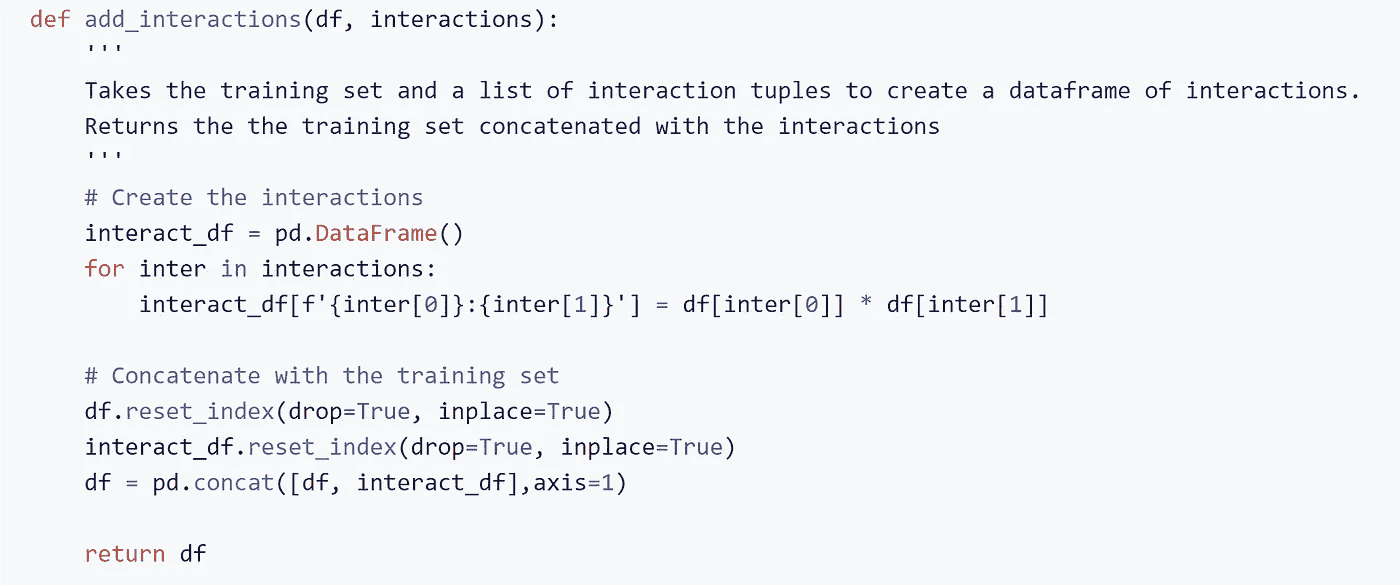 def add_interactions(df, interactions):
    '''
    Takes the training set and a list of interaction tuples to create a dataframe of interactions.
    Returns the the training set concatenated with the interactions
    '''
    # Create the interactions
    interact_df = pd.DataFrame()
    for inter in interactions:
        interact_df[f'{inter[0]}:{inter[1]}'] = df[inter[0]] * df[inter[1]]

    # Concatenate with the training set
    df.reset_index(drop=True, inplace=True)
    interact_df.reset_index(drop=True, inplace=True)
    df = pd.concat([df, interact_df],axis=1)

    return df